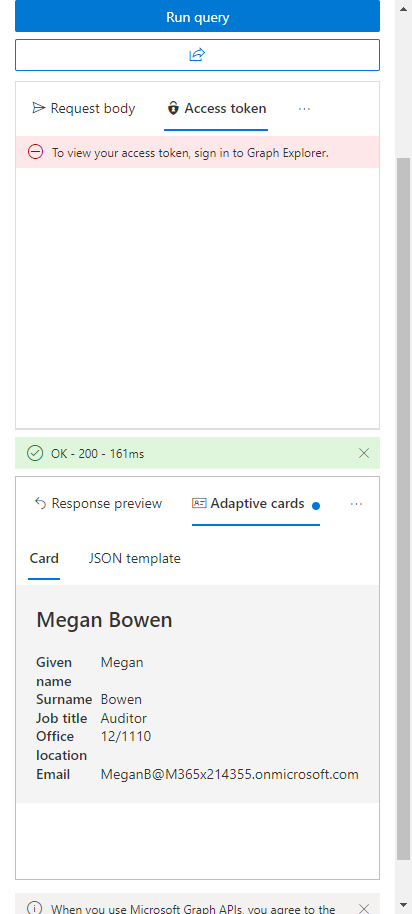 Run query
Request body
Access token
...
To view your access token, sign in to Graph Explorer.
OK - 200 - 161ms
Response preview
Adaptive cards
...
Card
JSON template
Megan Bowen
Given name Megan
Surname Bowen
Job title Auditor
Office location 12/1110
Email MeganB@M365x214355.onmicrosoft.com
When you use Microsoft Graph APIs, you agree to the